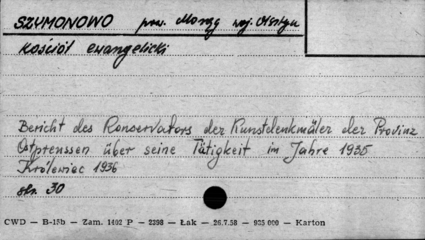 SZYMONOWO pow. Morąg woj. Olsztyn
kościół ewangelicki
Bericht des Konservators der Kunstdenkmäler der Provinz
Ostpreussen über seine Tätigkeit im Jahre 1935
Królewiec 1936
str. 30
CWD — B-15b — Zam. 1402 P — 2298 — Łak — 26.7.58 — 935 000 — Karton